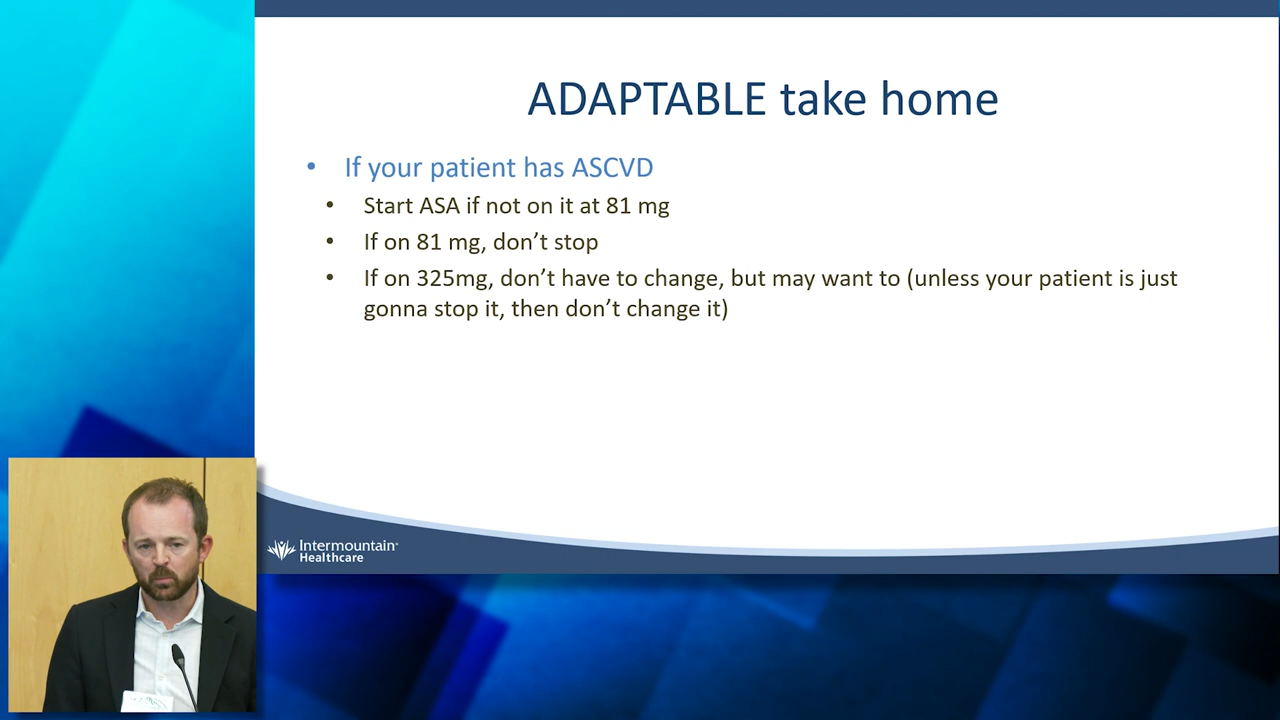 ADAPTABLE take home
• If your patient has ASCVD
• Start ASA if not on it at 81 mg
• If on 81 mg, don’t stop
• If on 325mg, don’t have to change, but may want to (unless your patient is just
gonna stop it, then don’t change it)
Intermountain
Healthcare